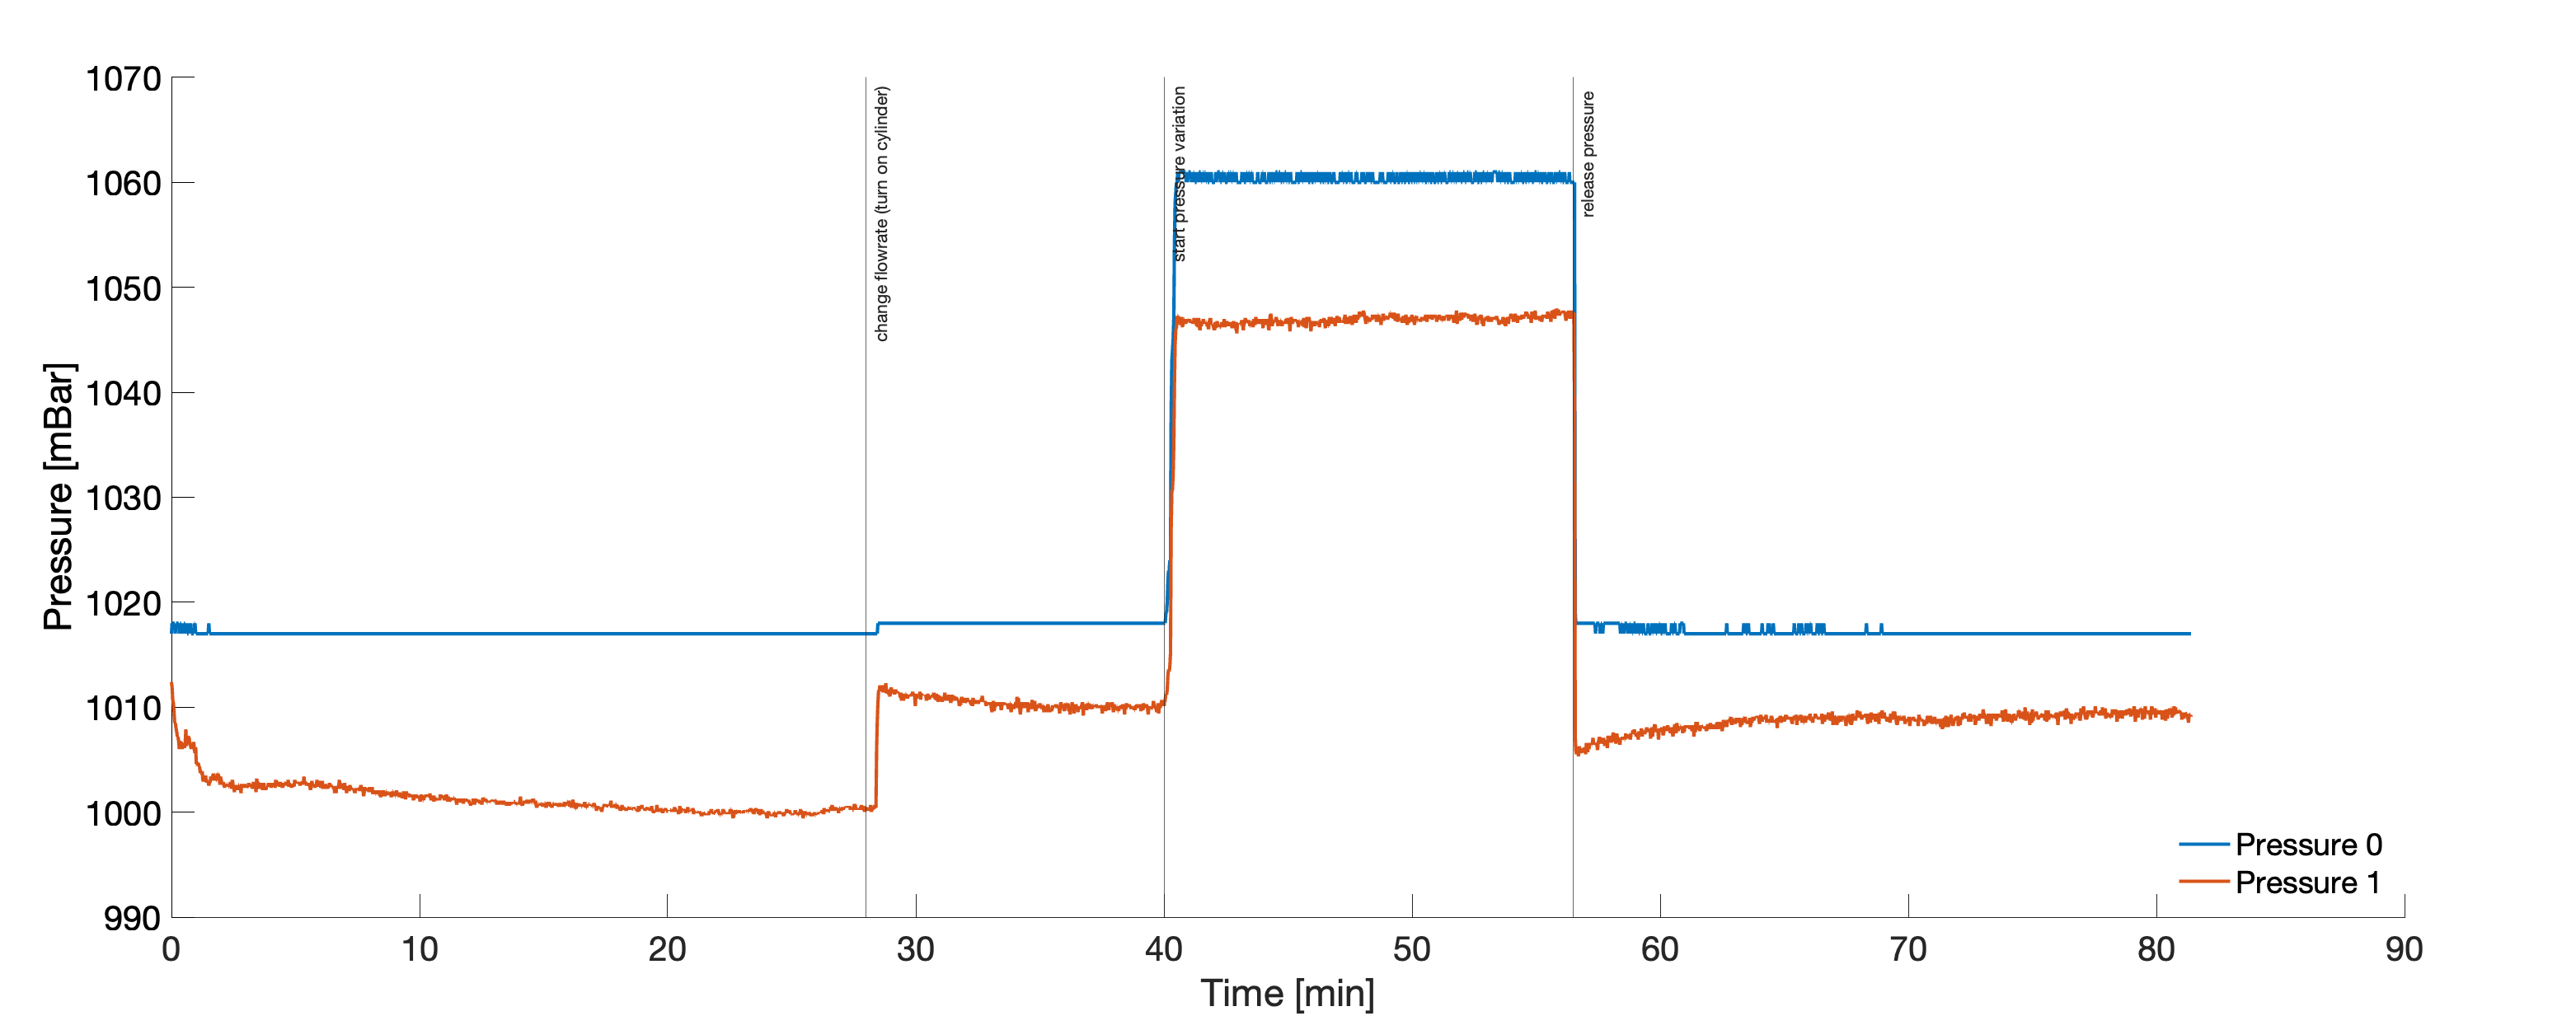 1070
1060
1050
1040
1030
1020
1010
1000
990
Pressure [mBar]
change flowrate (turn on cylinder)
start pressure variation
release pressure
Pressure 0
Pressure 1
0 10 20 30 40 50 60 70 80 90
Time [min]